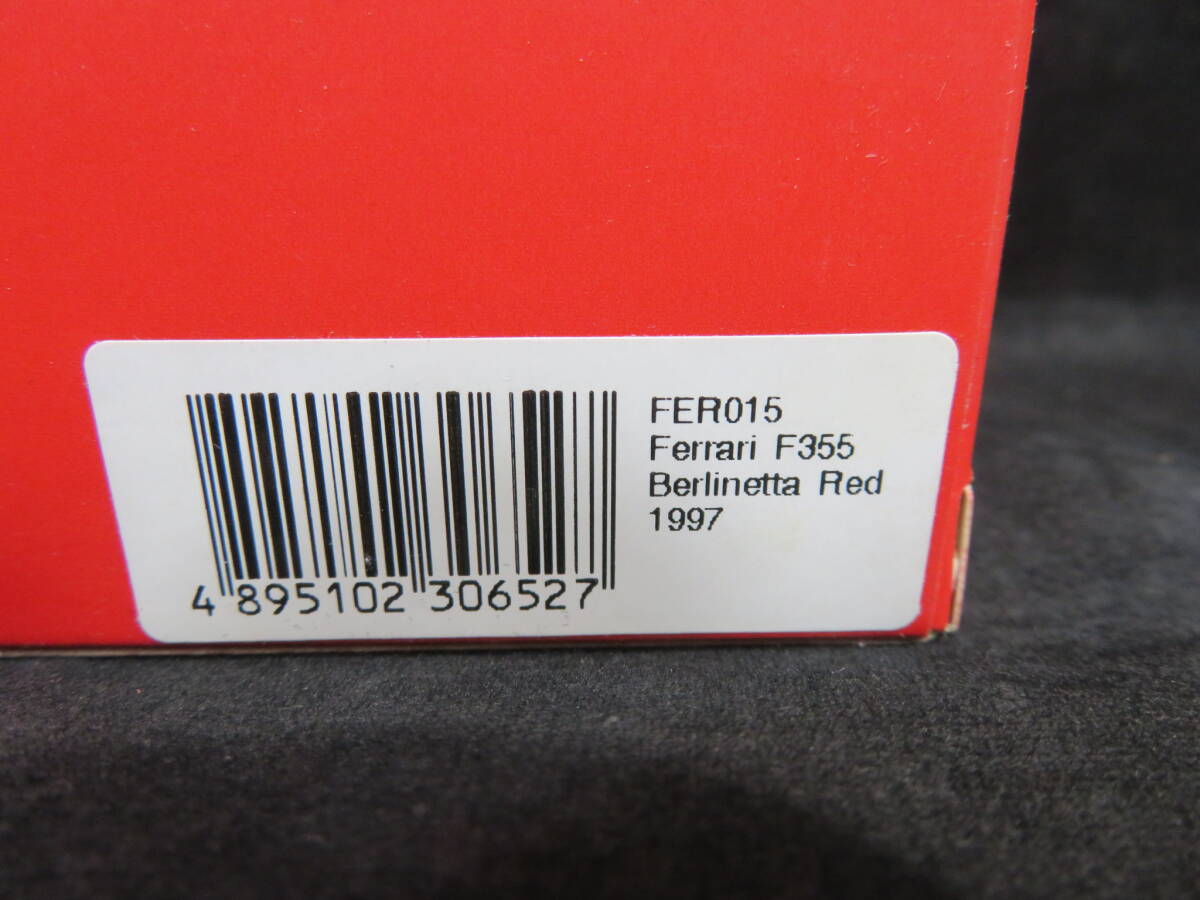 FER015
Ferrari F355
Berlinetta Red
1997
4 895102 306527